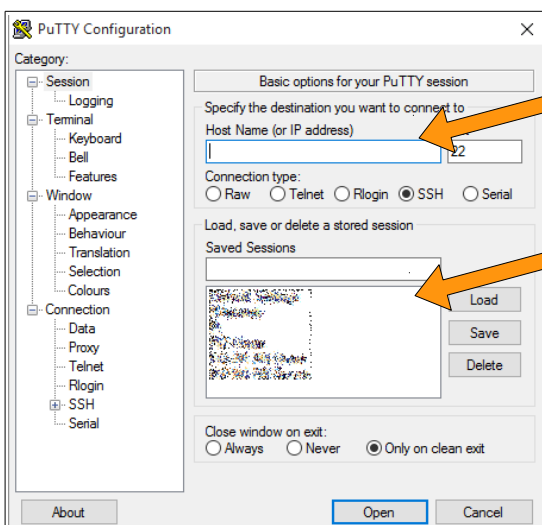 PuTTY Configuration
Category:
Session
Logging
Terminal
Keyboard
Bell
Features
Window
Appearance
Behaviour
Translation
Selection
Colours
Connection
Data
Proxy
Telnet
Rlogin
SSH
Serial
Basic options for your PuTTY session
Specify the destination you want to connect to
Host Name (or IP address)
22
Connection type:
Raw Telnet Rlogin SSH Serial
Load, save or delete a stored session
Saved Sessions
Load
Save
Delete
Close window on exit:
Always Never Only on clean exit
About Open Cancel